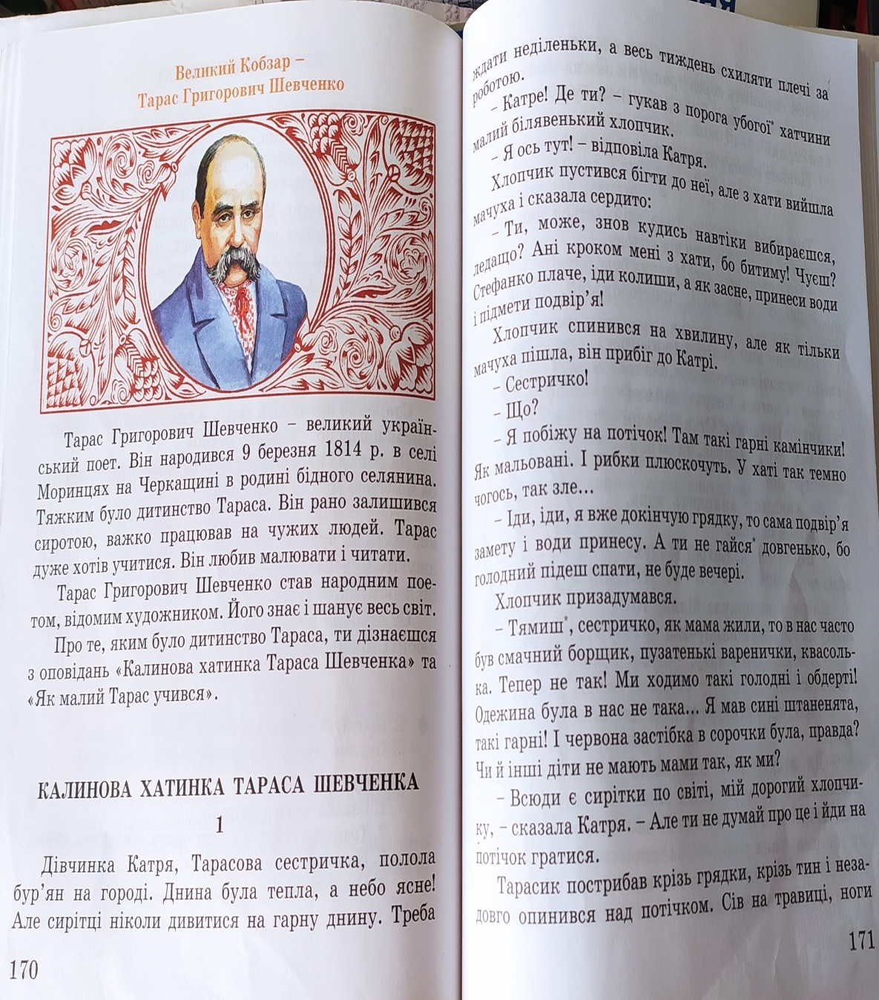 Великий Кобзар –
Тарас Григорович Шевченко
Тарас Григорович Шевченко – великий україн-
ський поет. Він народився 9 березня 1814 р. в селі
Моринцях на Черкащині в родині бідного селянина.
Тяжким було дитинство Тараса. Він рано залишився
сиротою, важко працював на чужих людей. Тарас
дуже хотів учитися. Він любив малювати і читати.
Тарас Григорович Шевченко став народним пое-
том, відомим художником. Його знає і шанує весь світ.
Про те, яким було дитинство Тараса, ти дізнаєшся
з оповідань «Калинова хатинка Тараса Шевченка» та
«Як малий Тарас учився».
КАЛИНОВА ХАТИНКА ТАРАСА ШЕВЧЕНКА
1
Дівчинка Катря, Тарасова сестричка, полола
бур’ян на городі. Днина була тепла, а небо ясне!
Але сирітці ніколи дивитися на гарну днину. Треба
170
ждати неділеньки, а весь тиждень схиляти плечі за
роботою.
– Катре! Де ти? – гукав з порога убогої* хатчини
малий білявенький хлопчик.
– Я ось тут! – відповіла Катря.
Хлопчик пустився бігти до неї, але з хати вийшла
мачуха і сказала сердито:
– Ти, може, знов кудись навтіки вибираєшся,
ледащо? Ані кроком мені з хати, бо битиму! Чуєш?
Стефанко плаче, іди колиши, а як засне, принеси води
і підмети подвір’я!
Хлопчик спинився на хвилину, але як тільки
мачуха пішла, він прибіг до Катрі.
– Сестричко!
– Що?
– Я побіжу на потічок! Там такі гарні камінчики!
Як мальовані. І рибки плюскочуть. У хаті так темно
чогось, так зле...
– Іди, іди, я вже докінчую грядку, то сама подвір’я
замету і води принесу. А ти не гайся* довгенько, бо
голодний підеш спати, не буде вечері.
Хлопчик призадумався.
– Тямиш*, сестричко, як мама жили, то в нас часто
був смачний борщик, пузатенькі варенички, квасоль-
ка. Тепер не так! Ми ходимо такі голодні і обдерті!
Одежина була в нас не така... Я мав сині штаненята,
такі гарні! І червона застібка в сорочки була, правда?
Чи й інші діти не мають мами так, як ми?
– Всюди є сирітки по світі, мій дорогий хлопчи-
ку, – сказала Катря. – Але ти не думай про це і йди на
потічок гратися.
Тарасик пострибав крізь грядки, крізь тин і неза-
довго опинився над потічком. Сів на травиці, ноги
171